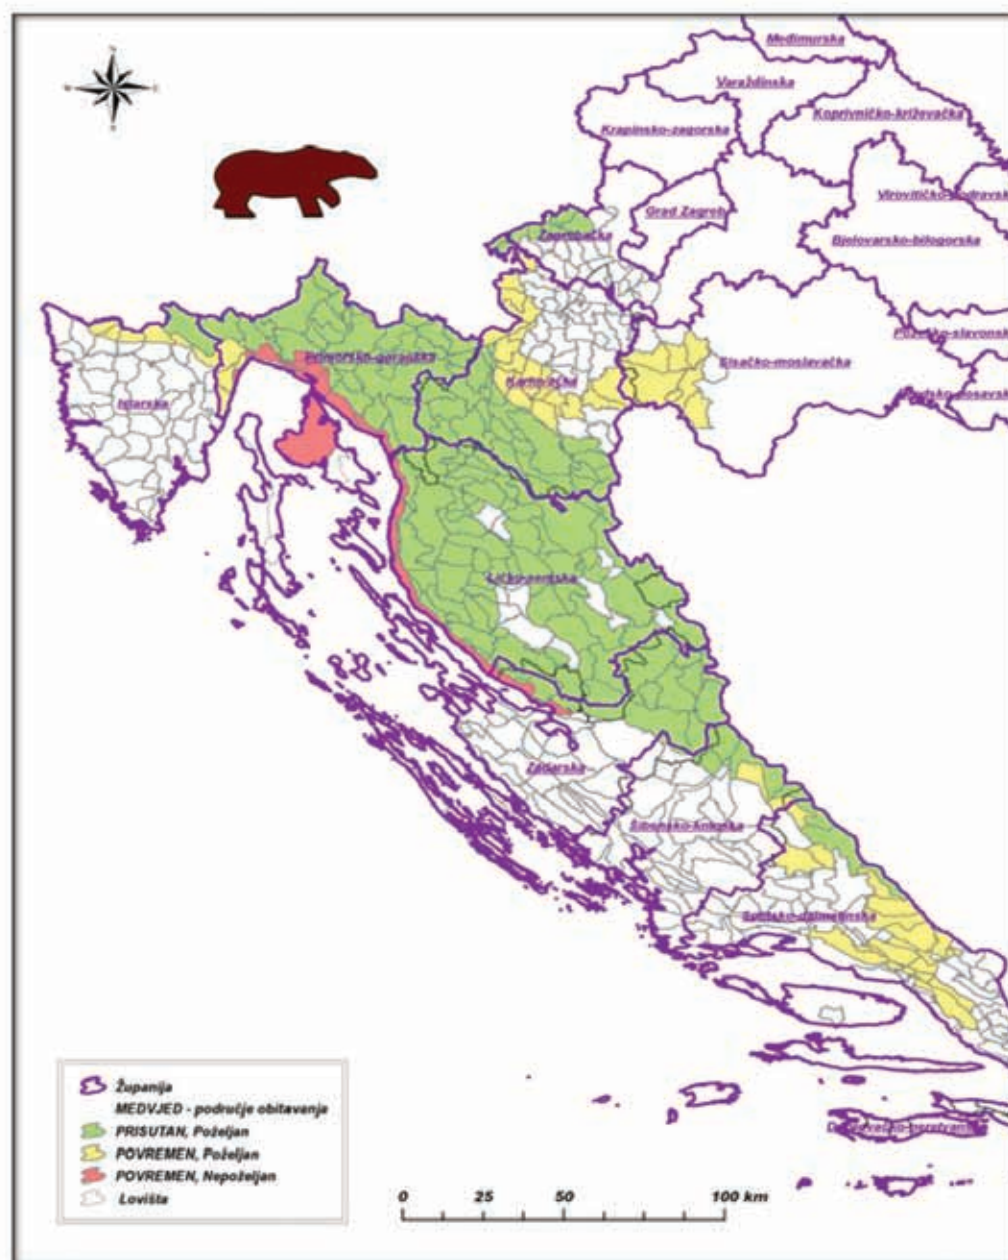 Međimurska
Varaždinska
Koprivničko-križevačka
Krapinsko-zagorska
Grad Zagreb
Bjelovarsko-bilogorska
Zagrebačka
Sisačko-moslavačka
Primorsko-goranska
Karlovačka
Istarska
Ličko-senjska
Zadarska
Šibensko-kninska
Splitsko-dalmatinska
Županija
MEDVJED - područje obitavanja
PRISUTAN, Poželjan
POVREMEN, Poželjan
POVREMEN, Nepoželjan
Lovišta
0 25 50 100 km